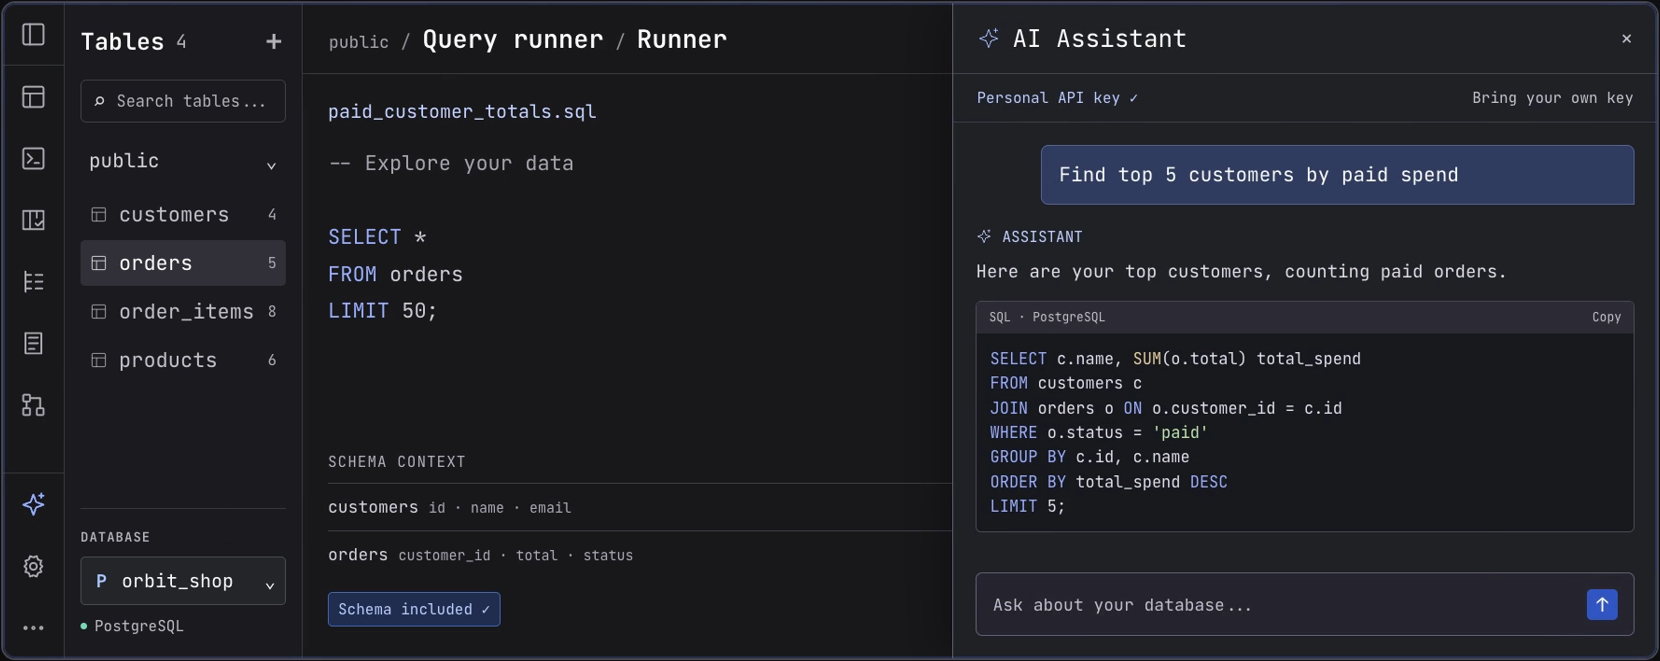 Tables 4 +
Search tables...
public
customers 4
orders 5
order_items 8
products 6
DATABASE
P orbit_shop
PostgreSQL
public / Query runner / Runner
paid_customer_totals.sql
-- Explore your data
SELECT *
FROM orders
LIMIT 50;
SCHEMA CONTEXT
customers id · name · email
orders customer_id · total · status
Schema included ✓
AI Assistant ×
Personal API key ✓ Bring your own key
Find top 5 customers by paid spend
ASSISTANT
Here are your top customers, counting paid orders.
SQL · PostgreSQL Copy
SELECT c.name, SUM(o.total) total_spend
FROM customers c
JOIN orders o ON o.customer_id = c.id
WHERE o.status = 'paid'
GROUP BY c.id, c.name
ORDER BY total_spend DESC
LIMIT 5;
Ask about your database...